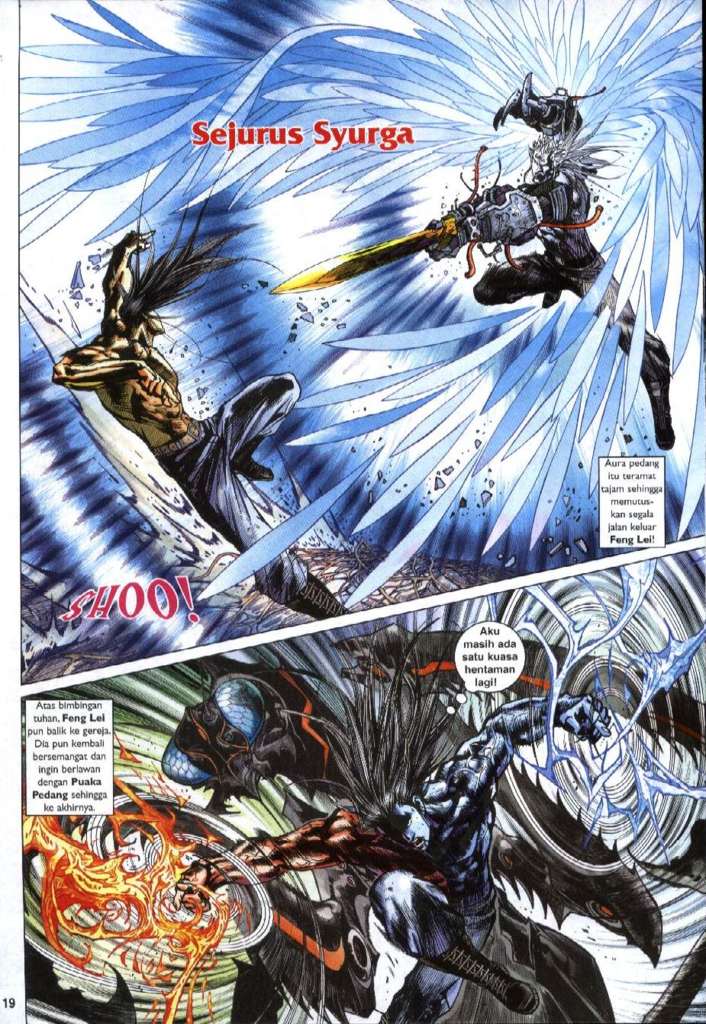 Sejurus Syurga
Aura pedang
itu teramat
tajam sehingga
memutus-
kan segala
jalan keluar
Feng Lei!
SHOO!
Aku
masih ada
satu kuasa
hentaman
lagi!
Atas bimbingan
tuhan, Feng Lei
pun balik ke gereja.
Dia pun kembali
bersemangat dan
ingin berlawan
dengan Puaka
Pedang sehingga
ke akhirnya.
19